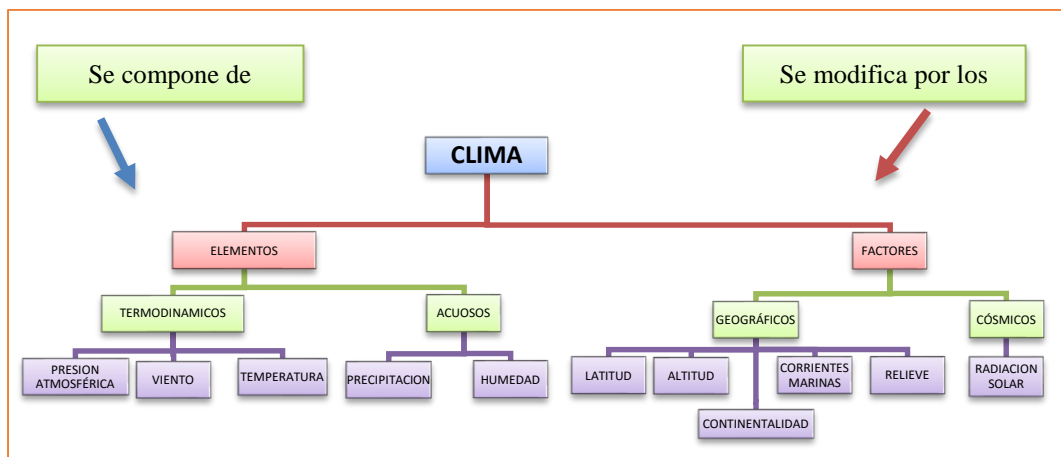 Se compone de
Se modifica por los
CLIMA
ELEMENTOS
FACTORES
TERMODINAMICOS
ACUOSOS
GEOGRÁFICOS
CÓSMICOS
PRESION
ATMOSFÉRICA
VIENTO
TEMPERATURA
PRECIPITACION
HUMEDAD
LATITUD
ALTITUD
CORRIENTES
MARINAS
RELIEVE
RADIACION
SOLAR
CONTINENTALIDAD